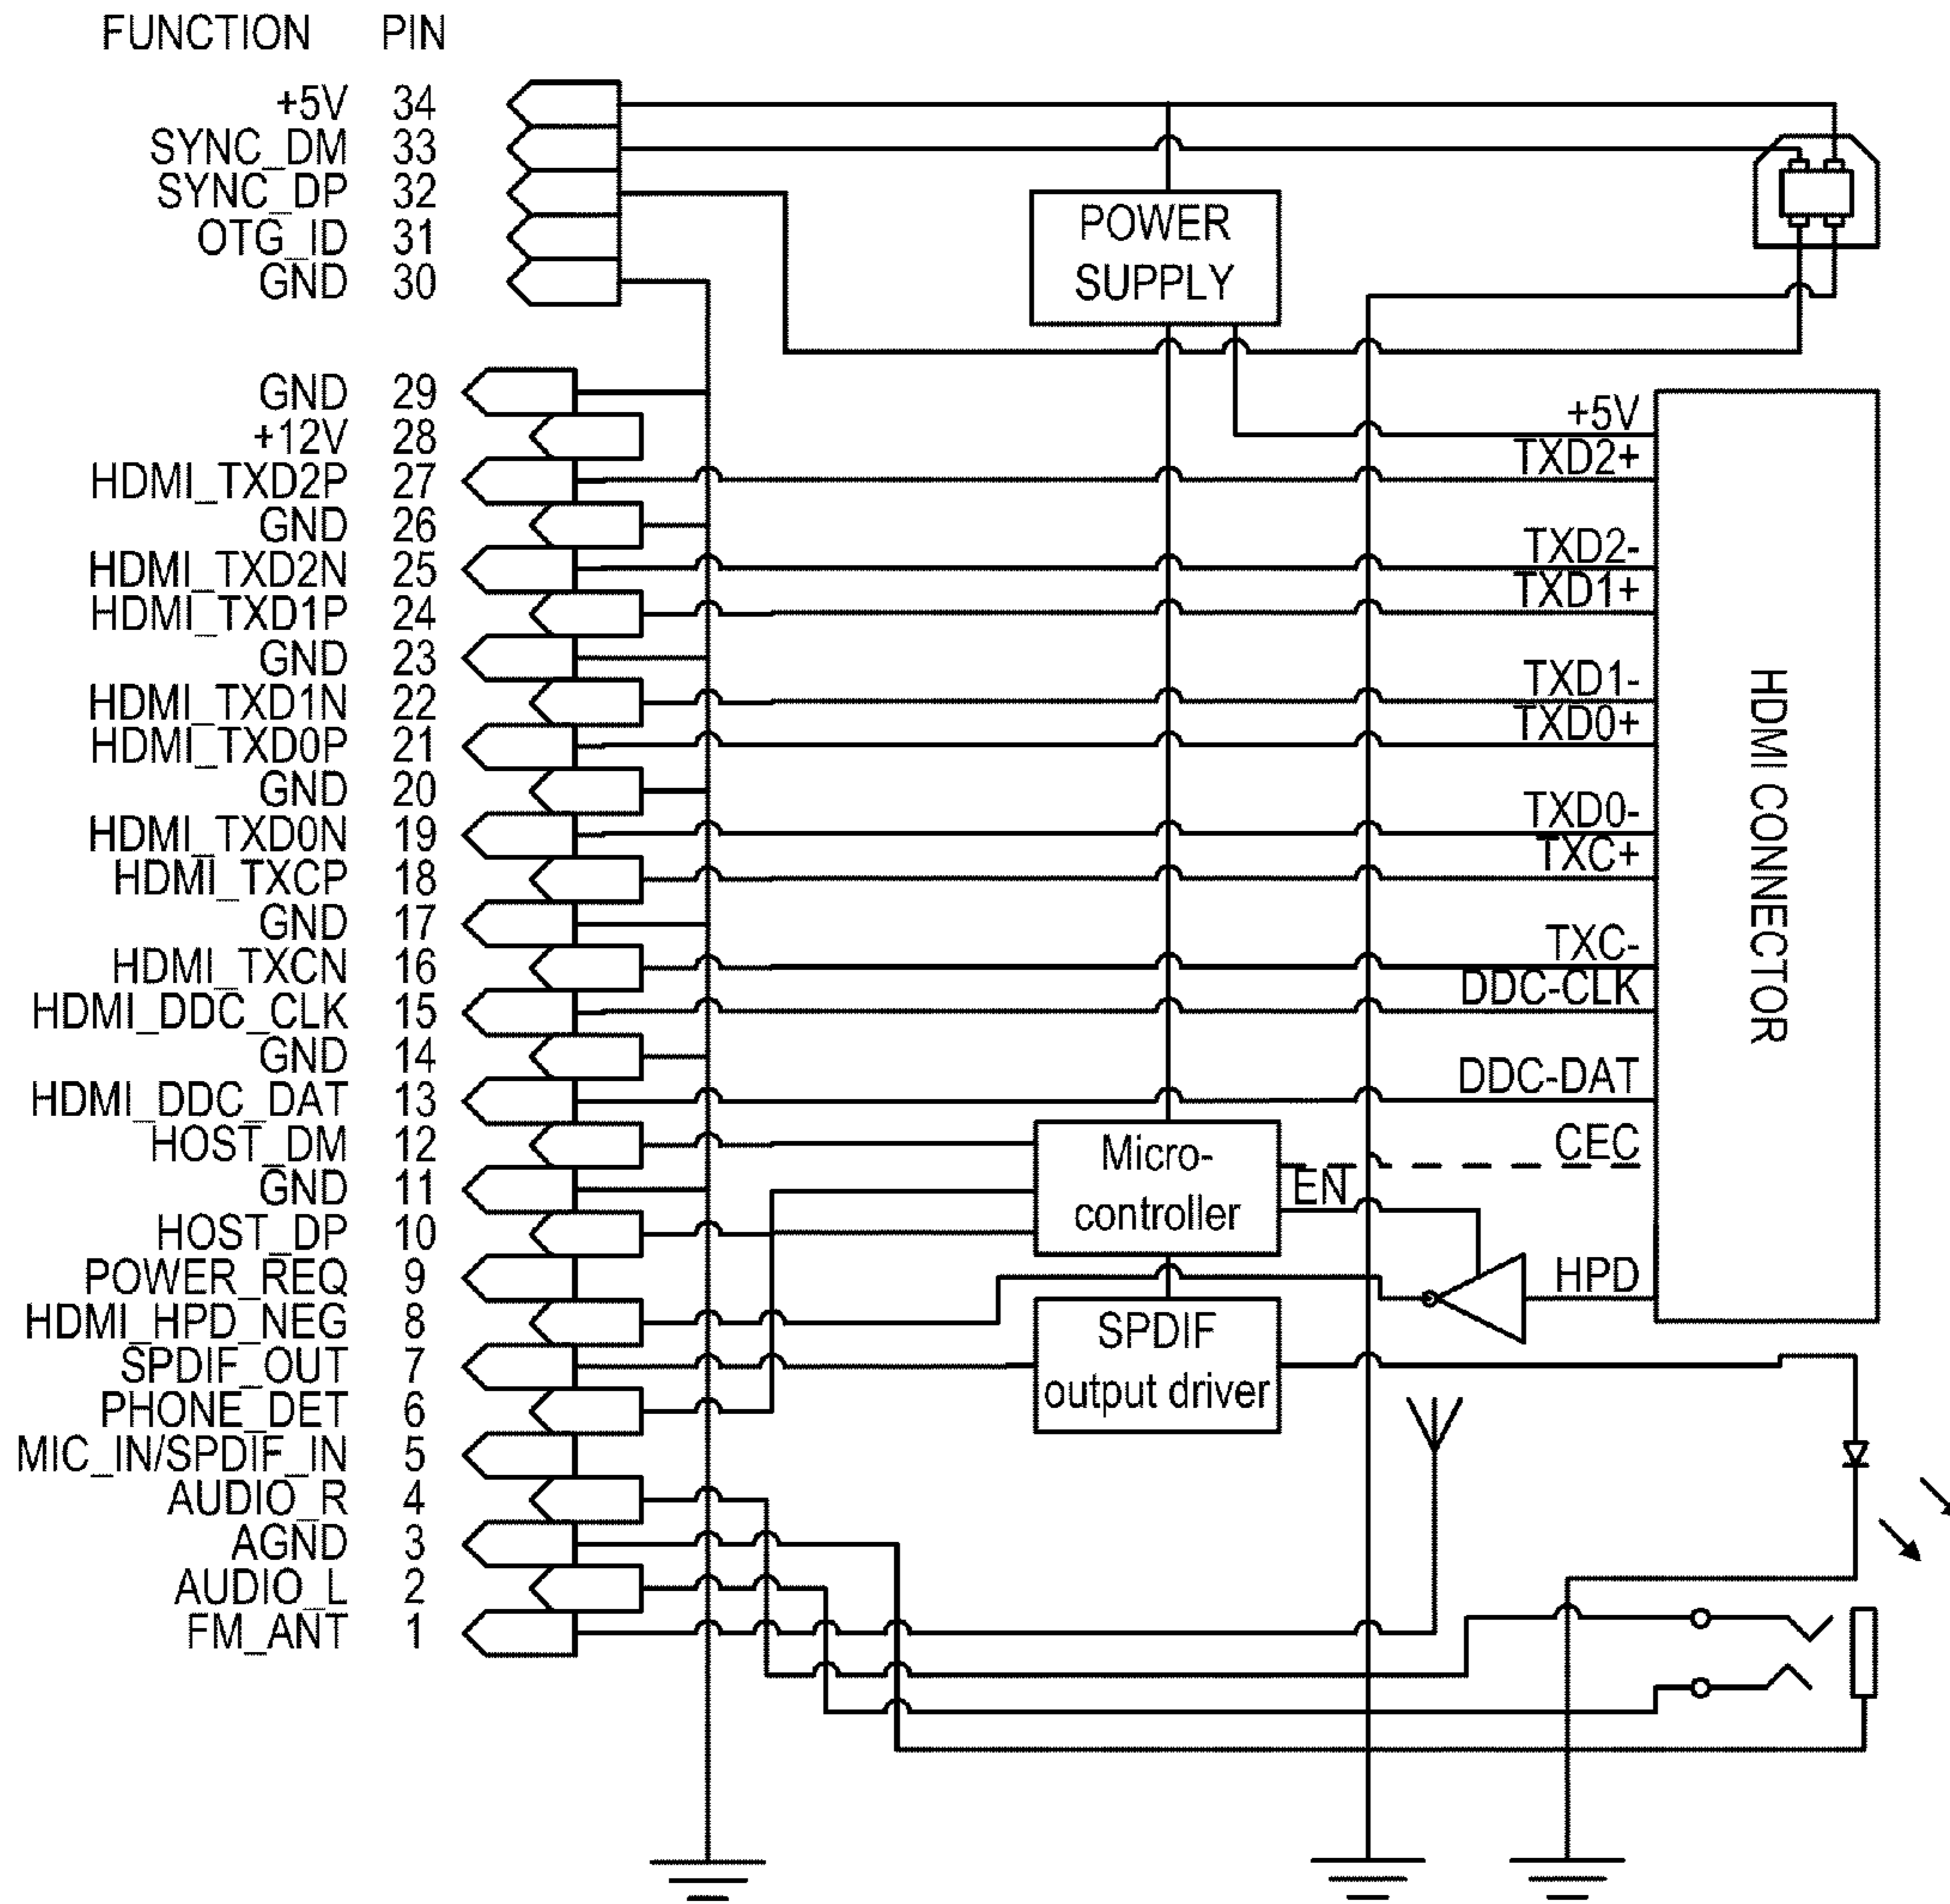 FUNCTION PIN
+5V 34
SYNC_DM 33
SYNC_DP 32
OTG_ID 31
GND 30
POWER
SUPPLY
GND 29
+12V 28
HDMI_TXD2P 27
GND 26
HDMI_TXD2N 25
HDMI_TXD1P 24
GND 23
HDMI_TXD1N 22
HDMI_TXD0P 21
GND 20
HDMI_TXD0N 19
HDMI_TXCP 18
GND 17
HDMI_TXCN 16
HDMI_DDC_CLK 15
GND 14
HDMI_DDC_DAT 13
HOST_DM 12
GND 11
HOST_DP 10
POWER_REQ 9
HDMI_HPD_NEG 8
SPDIF_OUT 7
PHONE_DET 6
MIC_IN/SPDIF_IN 5
AUDIO_R 4
AGND 3
AUDIO_L 2
FM_ANT 1
+5V
TXD2+
TXD2-
TXD1+
TXD1-
TXD0+
TXD0-
TXC+
TXC-
DDC-CLK
DDC-DAT
CEC
EN
HPD
HDMI CONNECTOR
Micro-
controller
SPDIF
output driver